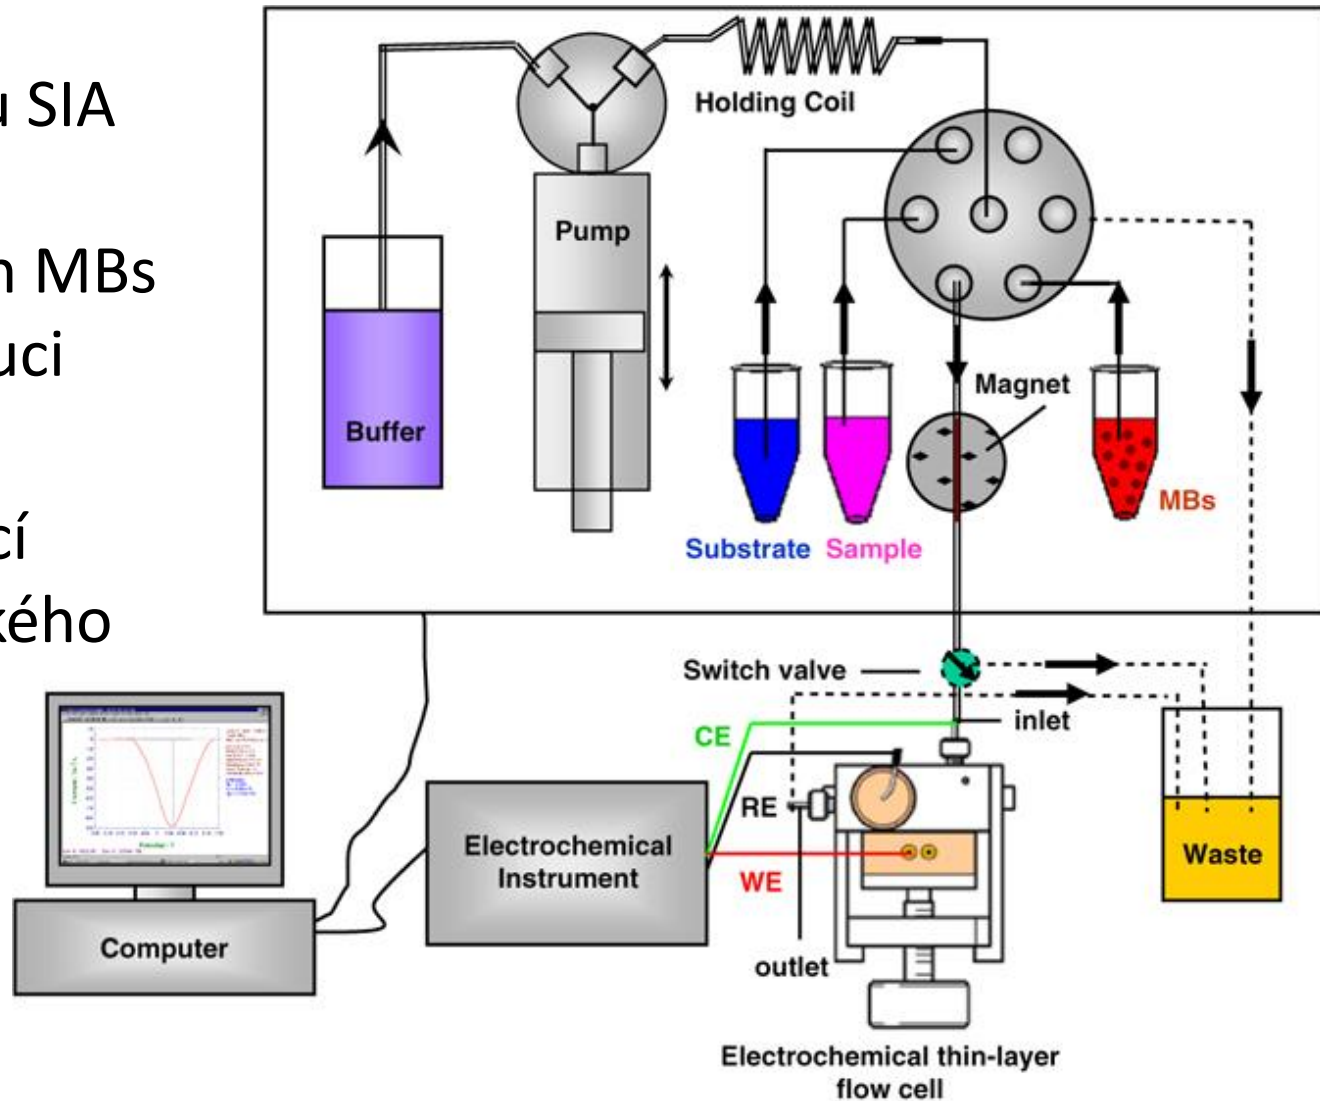 u SIA
n MBs
uci
cí
kého
Holding Coil
Pump
Buffer
Magnet
MBs
Substrate
Sample
Switch valve
inlet
CE
RE
WE
Electrochemical
Instrument
Waste
Computer
outlet
Electrochemical thin-layer
flow cell